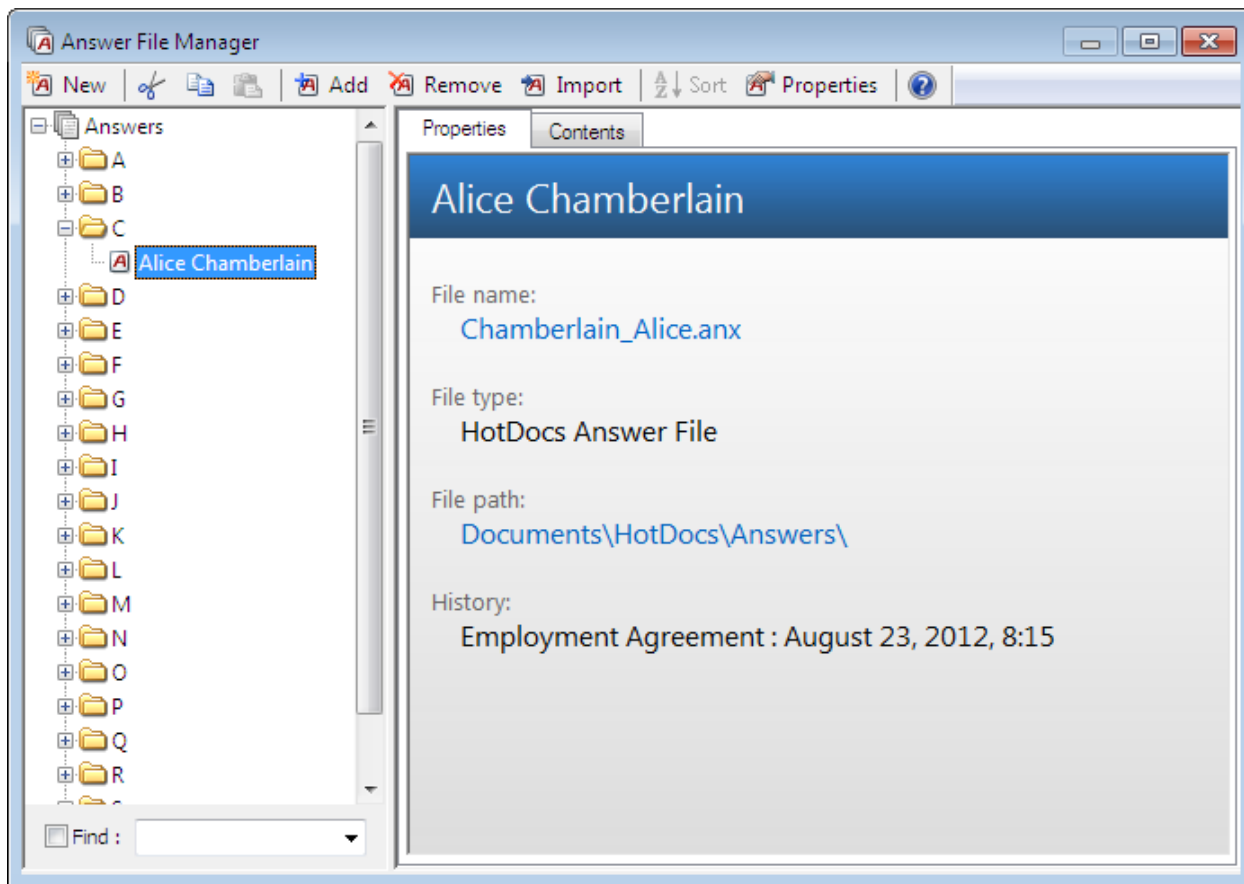 Answer File Manager
New Add Remove Import Sort Properties
Answers
A
B
C
Alice Chamberlain
D
E
F
G
H
I
J
K
L
M
N
O
P
Q
R
Find :
Properties Contents
Alice Chamberlain
File name:
Chamberlain_Alice.anx
File type:
HotDocs Answer File
File path:
Documents\HotDocs\Answers\
History:
Employment Agreement : August 23, 2012, 8:15